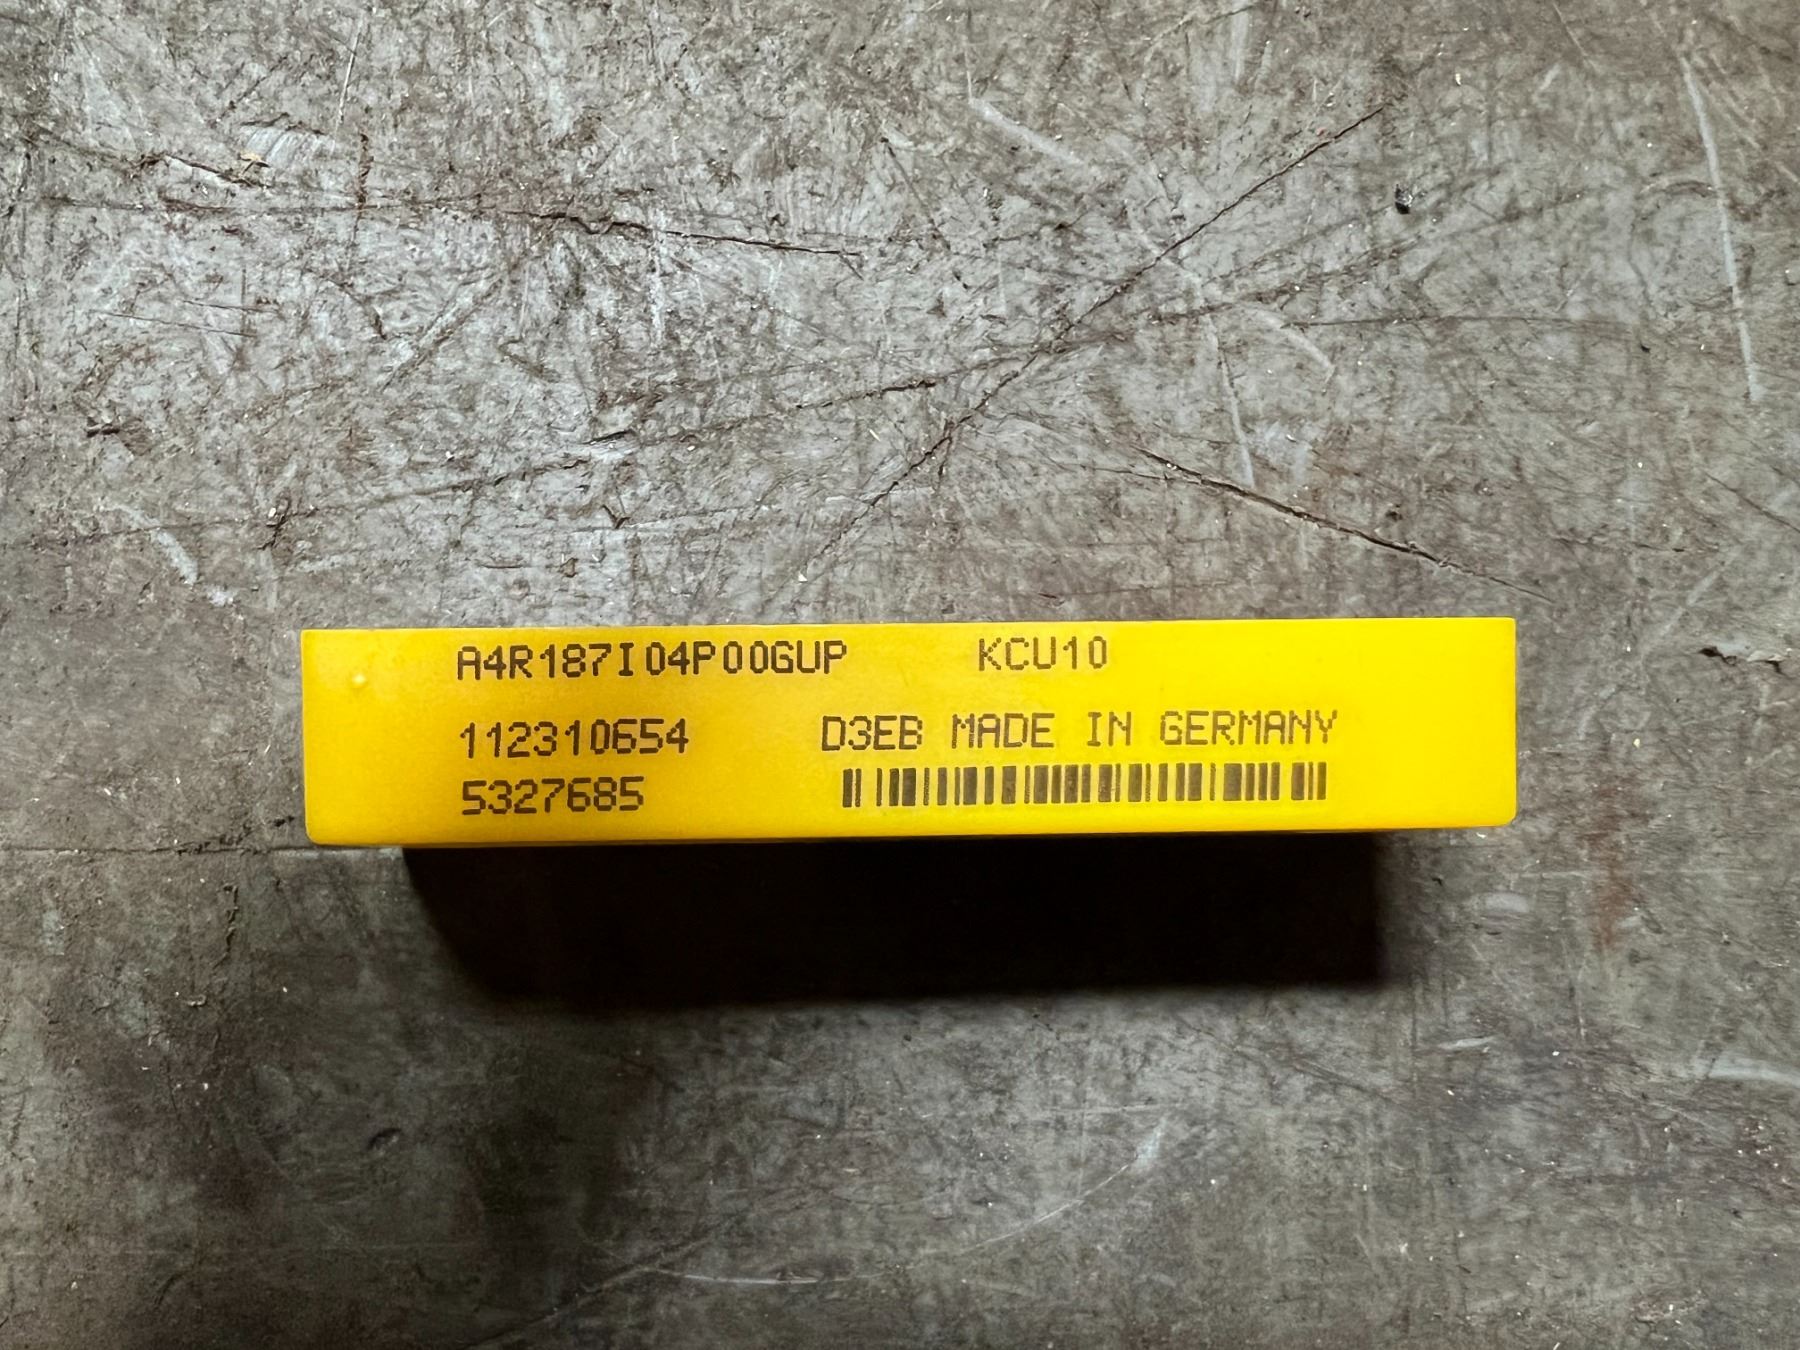 A4R187I04P00GUP KCU10
112310654 D3EB MADE IN GERMANY
5327685